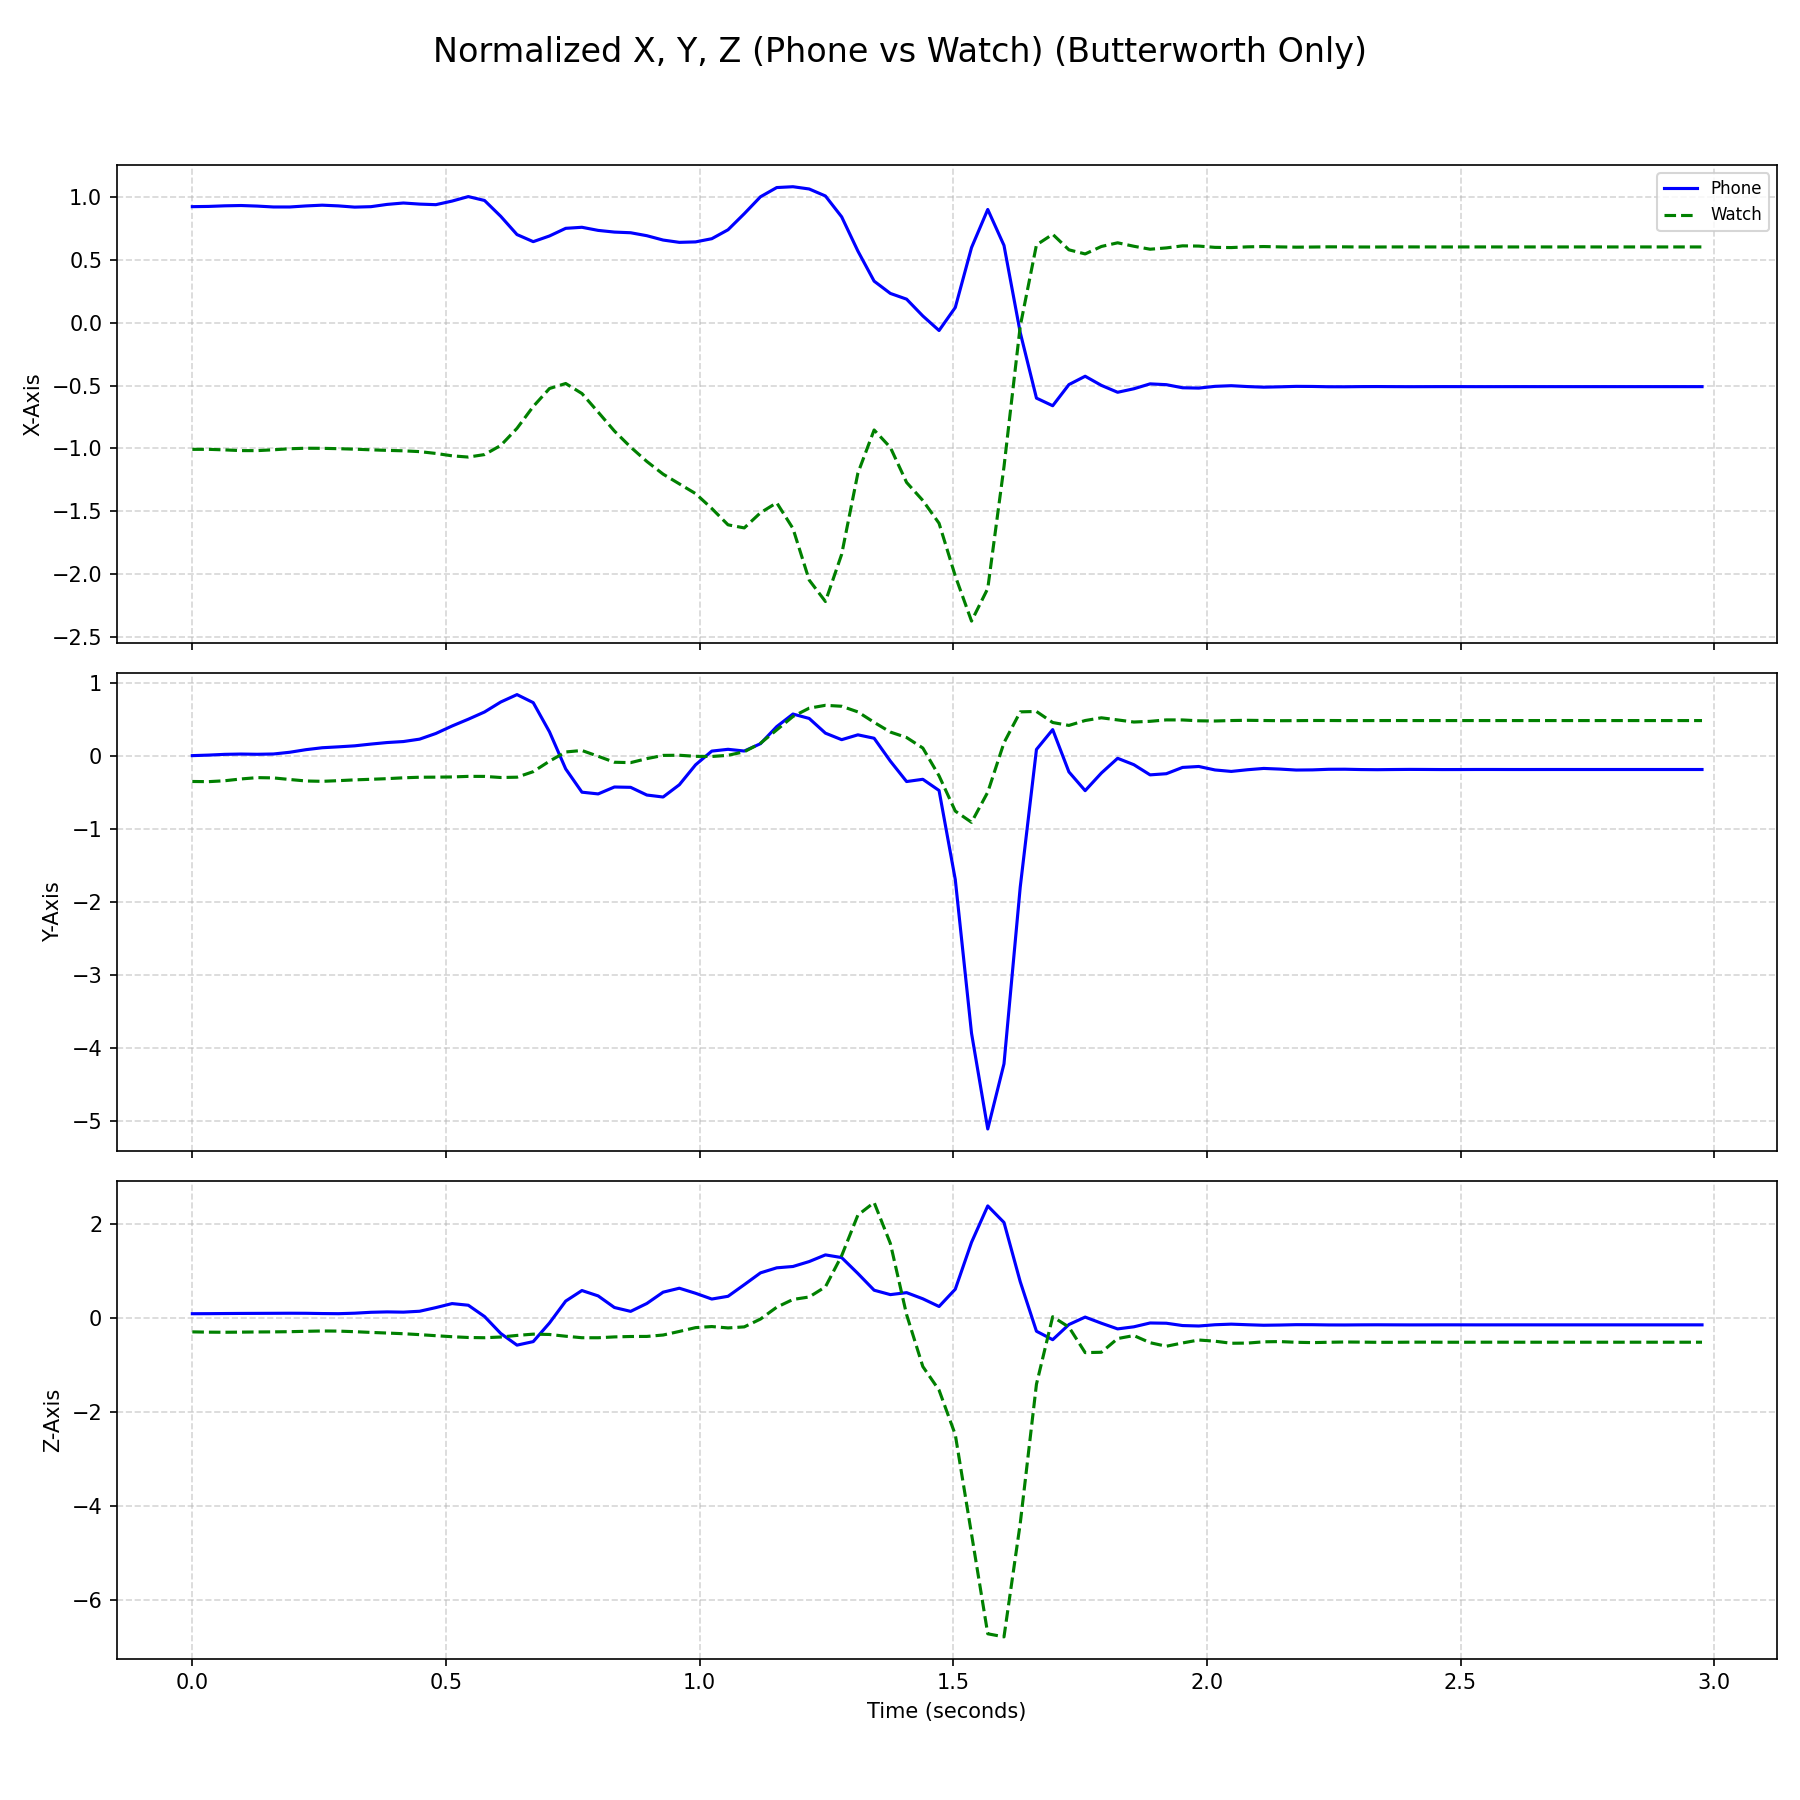 Normalized X, Y, Z (Phone vs Watch) (Butterworth Only)
Phone
Watch
1.0
0.5
0.0
−0.5
−1.0
−1.5
−2.0
−2.5
X-Axis
1
0
−1
−2
−3
−4
−5
Y-Axis
2
0
−2
−4
−6
Z-Axis
0.0 0.5 1.0 1.5 2.0 2.5 3.0
Time (seconds)